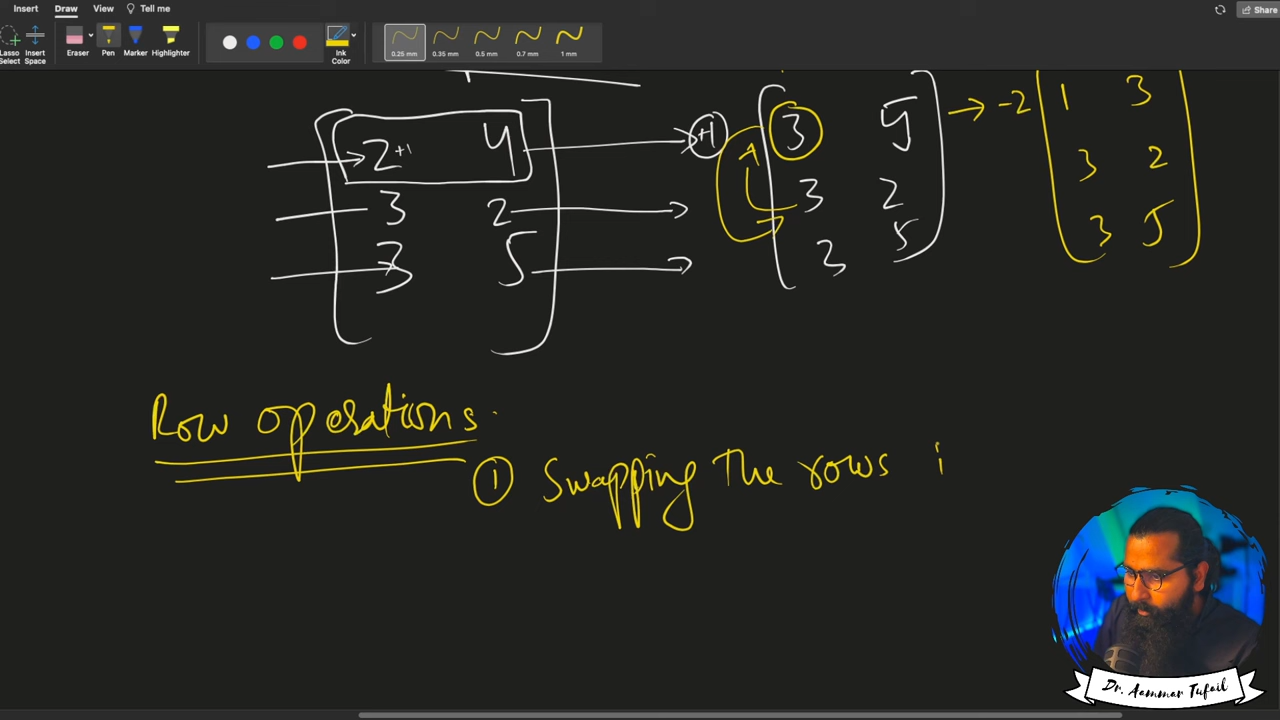 Insert Draw View Tell me Share
Lasso Select Insert Space Eraser Pen Marker Highlighter Ink Color 0.25 mm 0.35 mm 0.5 mm 0.7 mm 1 mm
2+1 4 +1 3 5 -2 1 3
3 2 3 2 3 2
3 5 3 5 3 5
Row operations.
① Swapping the rows i
Dr. Aammar Tufail